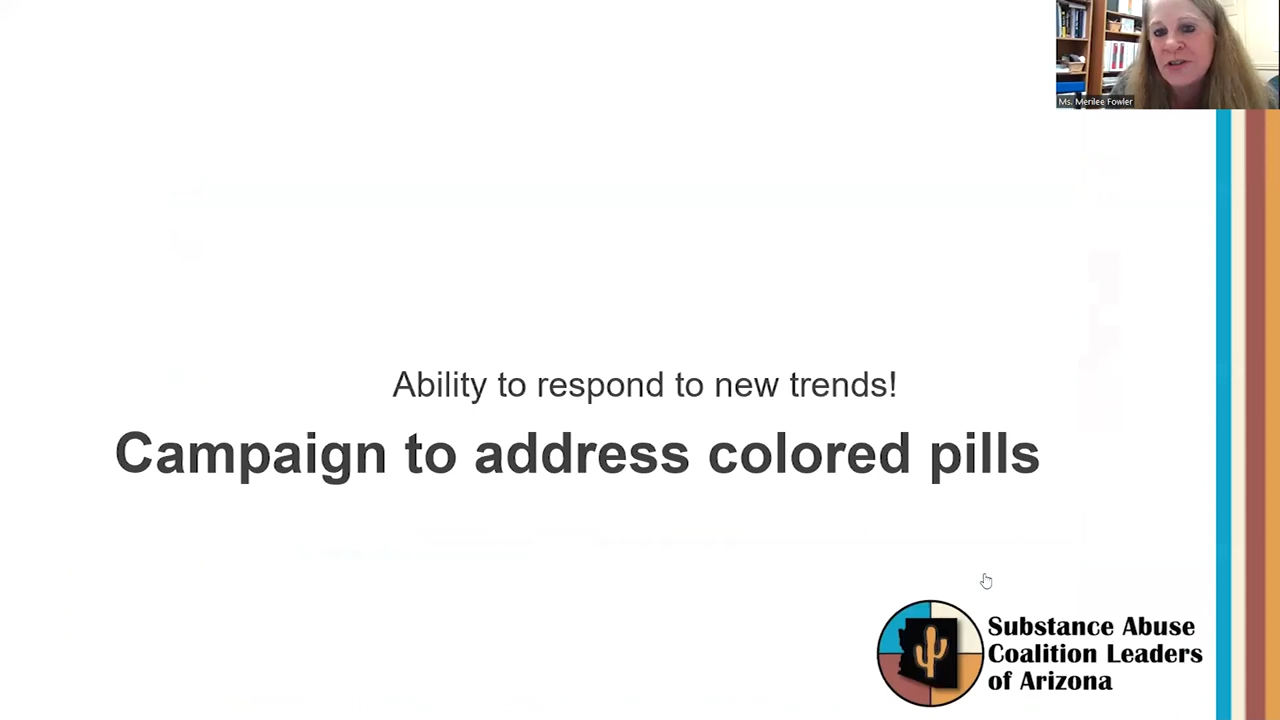 Ms. Merilee Fowler
Ability to respond to new trends!
Campaign to address colored pills
Substance Abuse
Coalition Leaders
of Arizona